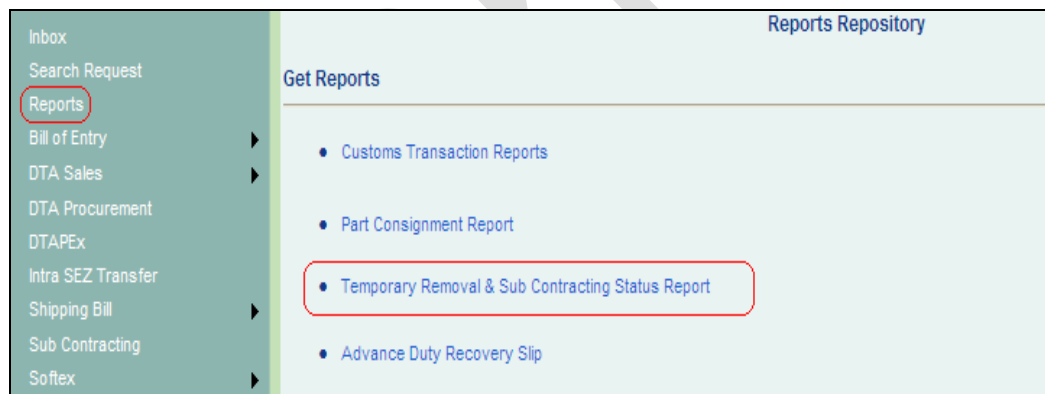 Inbox
Search Request
Reports
Bill of Entry
DTA Sales
DTA Procurement
DTAPEx
Intra SEZ Transfer
Shipping Bill
Sub Contracting
Softex
Reports Repository
Get Reports
Customs Transaction Reports
Part Consignment Report
Temporary Removal & Sub Contracting Status Report
Advance Duty Recovery Slip